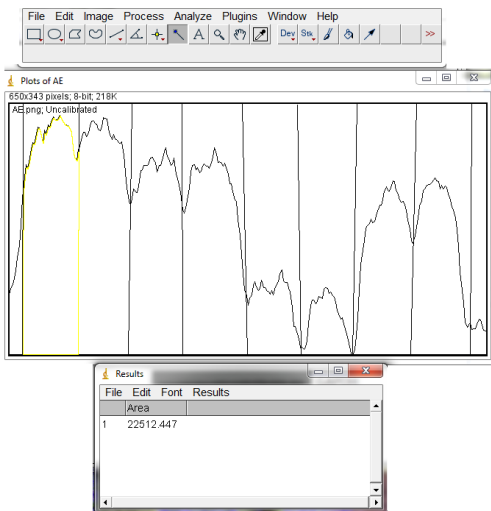 File Edit Image Process Analyze Plugins Window Help
A Dev Stk >>
Plots of AE
650x343 pixels; 8-bit; 218K
AE.png; Uncalibrated
Results
File Edit Font Results
Area
1 22512.447